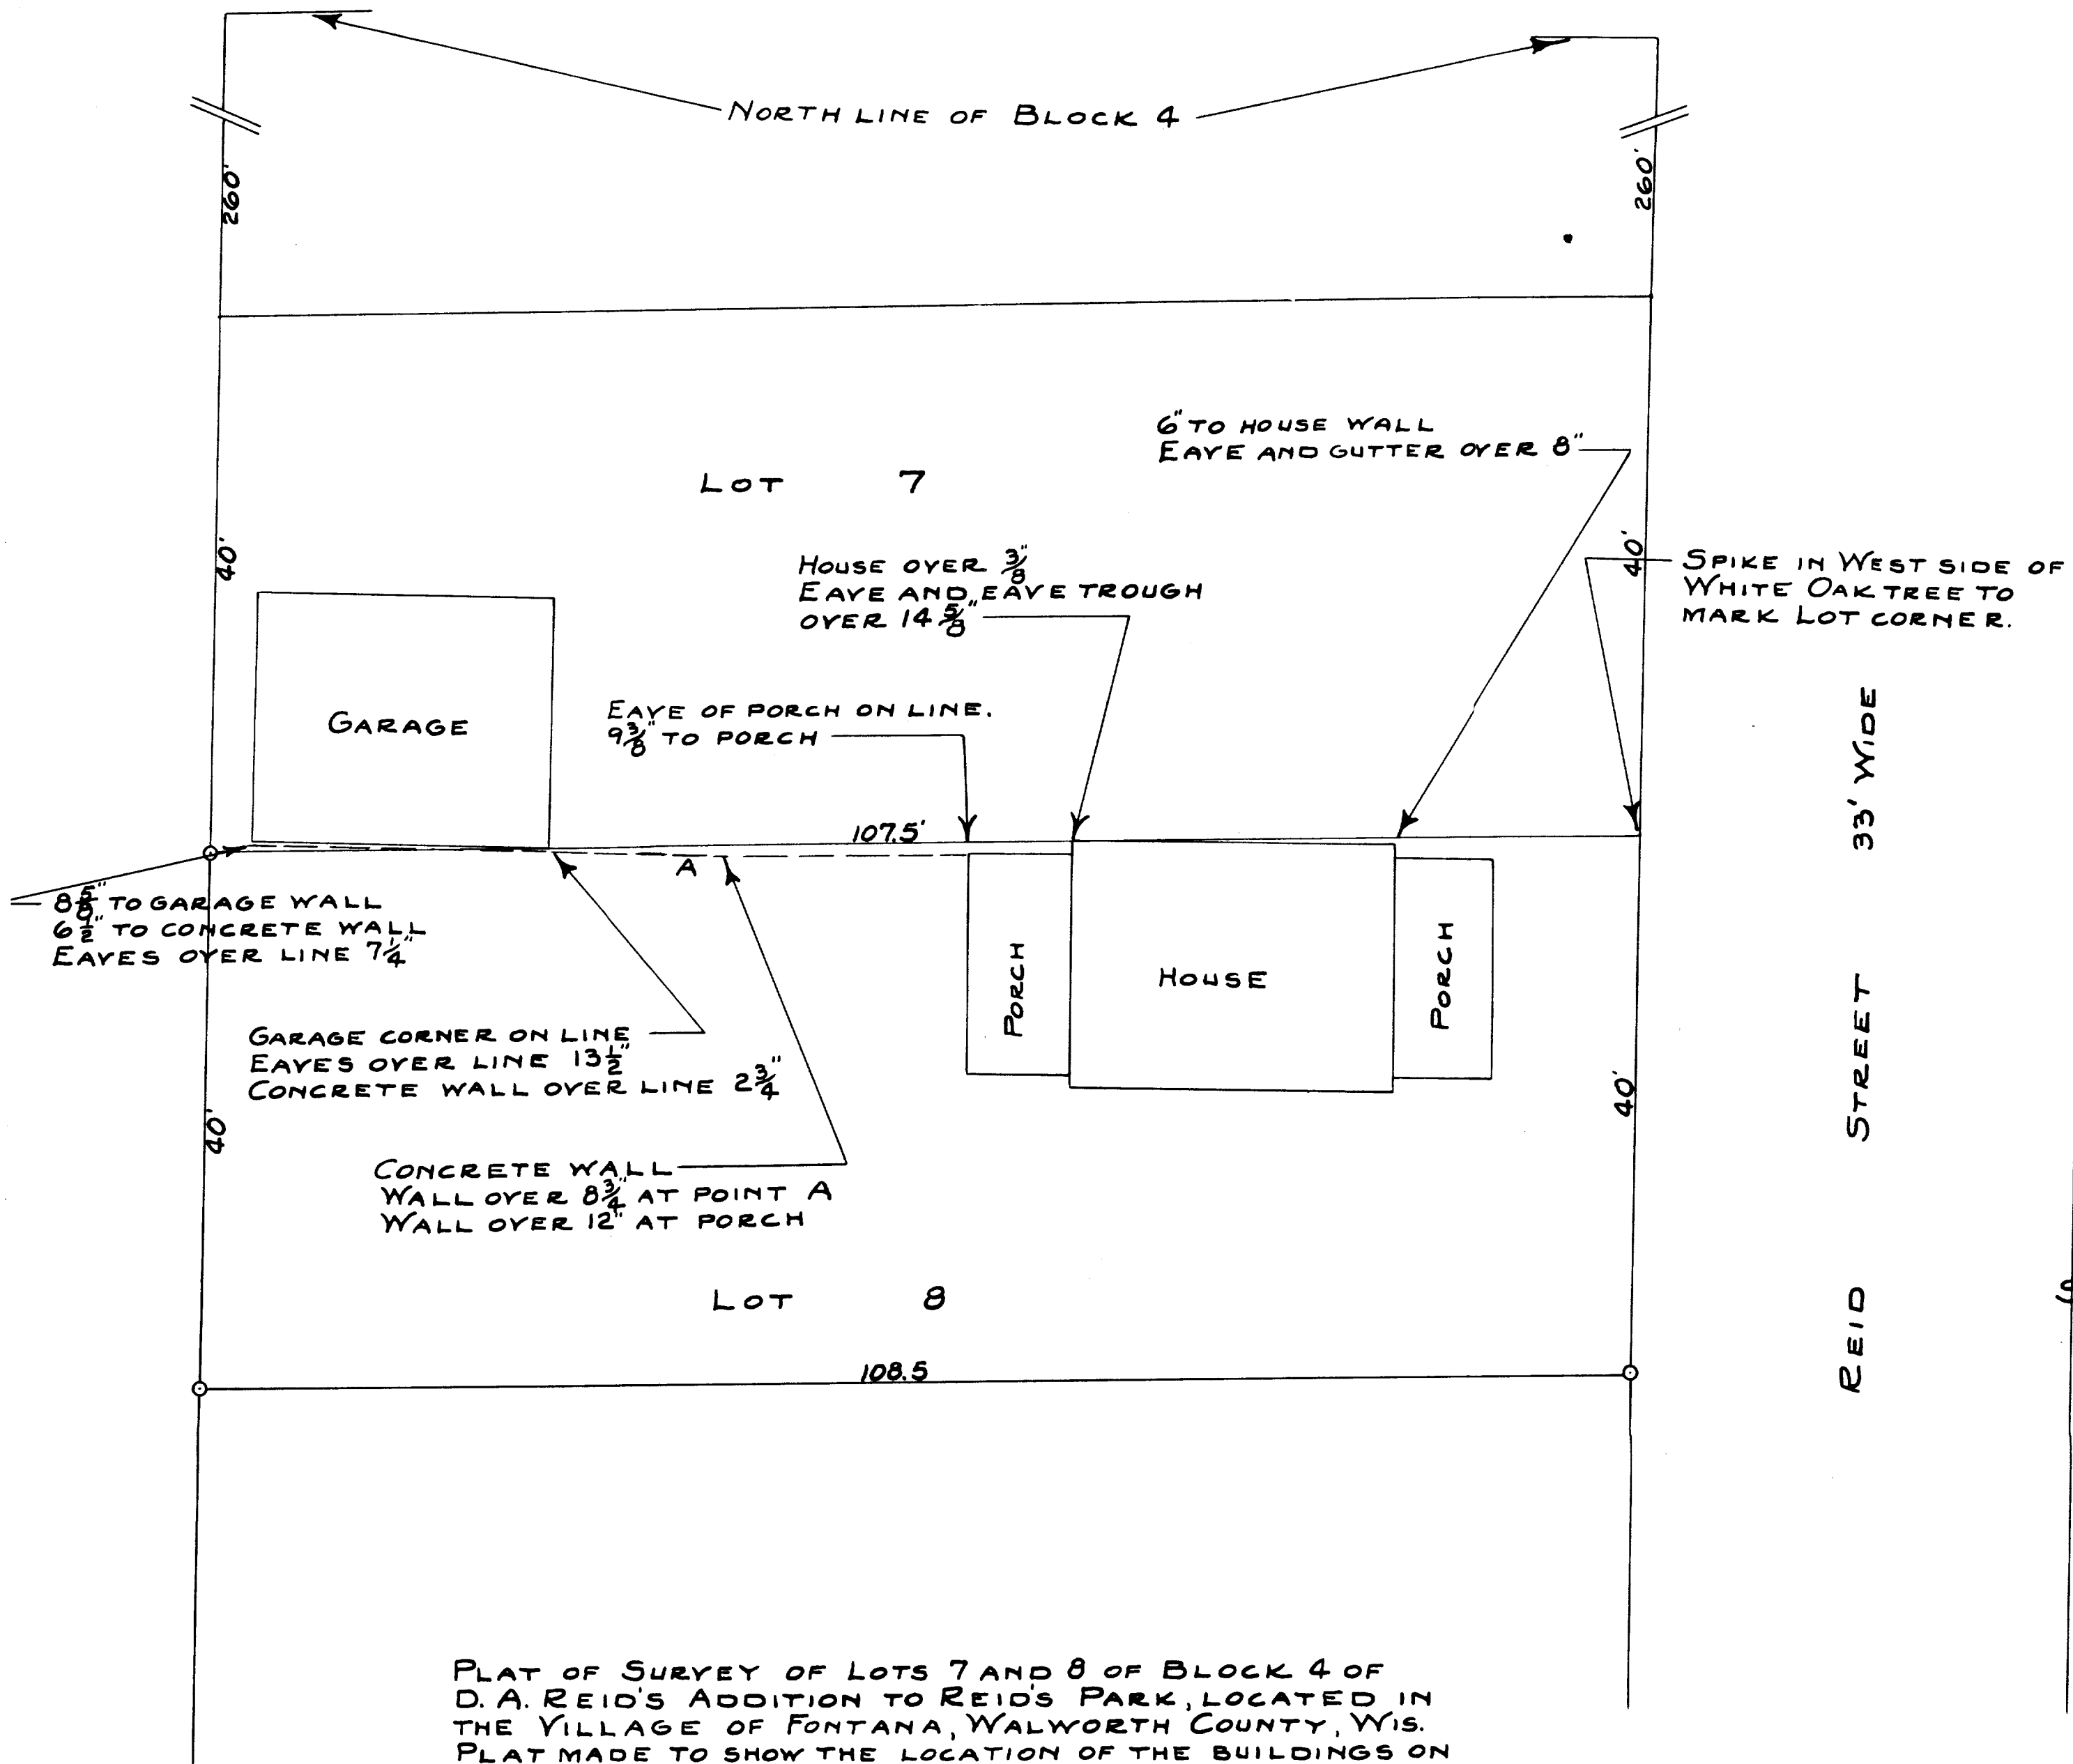 NORTH LINE OF BLOCK 4
260'
260'
6" TO HOUSE WALL
EAVE AND GUTTER OVER 8"
LOT 7
40'
40'
HOUSE OVER 3/8"
EAVE AND EAVE TROUGH
OVER 14 5/8"
SPIKE IN WEST SIDE OF
WHITE OAK TREE TO
MARK LOT CORNER.
GARAGE
EAVE OF PORCH ON LINE.
9 3/8" TO PORCH
107.5'
A
8 5/8" TO GARAGE WALL
6 1/2" TO CONCRETE WALL
EAVES OVER LINE 7 1/4"
PORCH
HOUSE
PORCH
GARAGE CORNER ON LINE
EAVES OVER LINE 13 1/2"
CONCRETE WALL OVER LINE 2 3/4"
40'
40'
CONCRETE WALL
WALL OVER 8 3/4" AT POINT A
WALL OVER 12" AT PORCH
LOT 8
108.5
REID STREET 33' WIDE
PLAT OF SURVEY OF LOTS 7 AND 8 OF BLOCK 4 OF
D. A. REID'S ADDITION TO REID'S PARK, LOCATED IN
THE VILLAGE OF FONTANA, WALWORTH COUNTY, WIS.
PLAT MADE TO SHOW THE LOCATION OF THE BUILDINGS ON